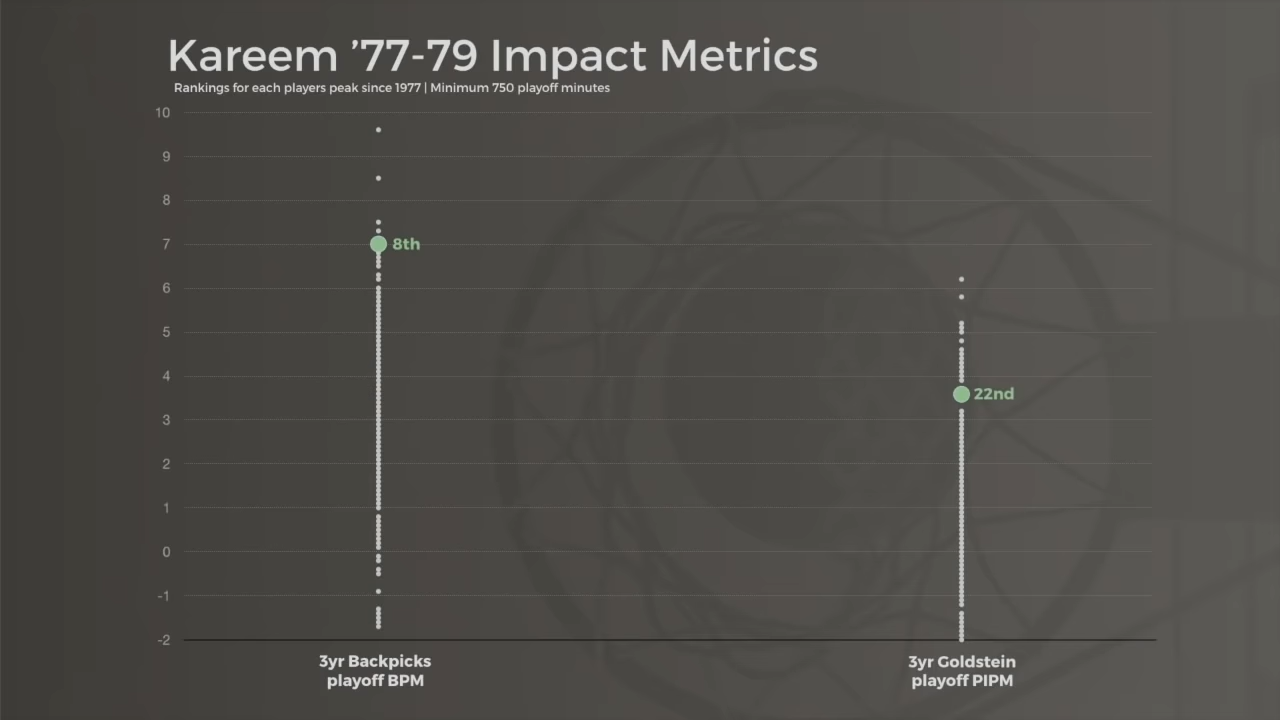 Kareem ’77-79 Impact Metrics
Rankings for each players peak since 1977 | Minimum 750 playoff minutes
10
9
8
7
6
5
4
3
2
1
0
-1
-2
8th
22nd
3yr Backpicks
playoff BPM
3yr Goldstein
playoff PIPM